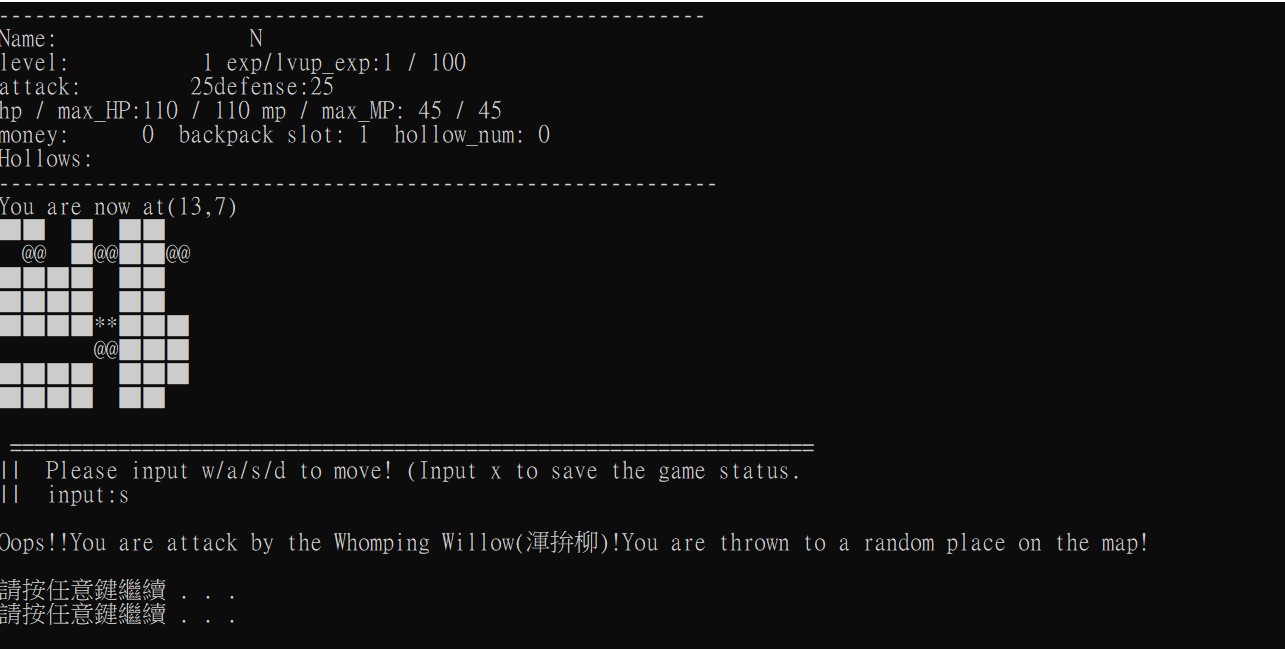 -----------------------------------------------------------
Name:                N
level:           1 exp/lvup_exp:1 / 100
attack:         25defense:25
hp / max_HP:110 / 110 mp / max_MP: 45 / 45
money:      0  backpack slot: 1  hollow_num: 0
Hollows:
------------------------------------------------------------
You are now at(13,7)
██  █ ██
@@  █@@██@@
████ ██
████ ██
████**███
@@███
████ ███
████ ██
===================================================================
||  Please input w/a/s/d to move! (Input x to save the game status.
||  input:s
Oops!!You are attack by the Whomping Willow(渾拚柳)!You are thrown to a random place on the map!
請按任意鍵繼續 . . .
請按任意鍵繼續 . . .